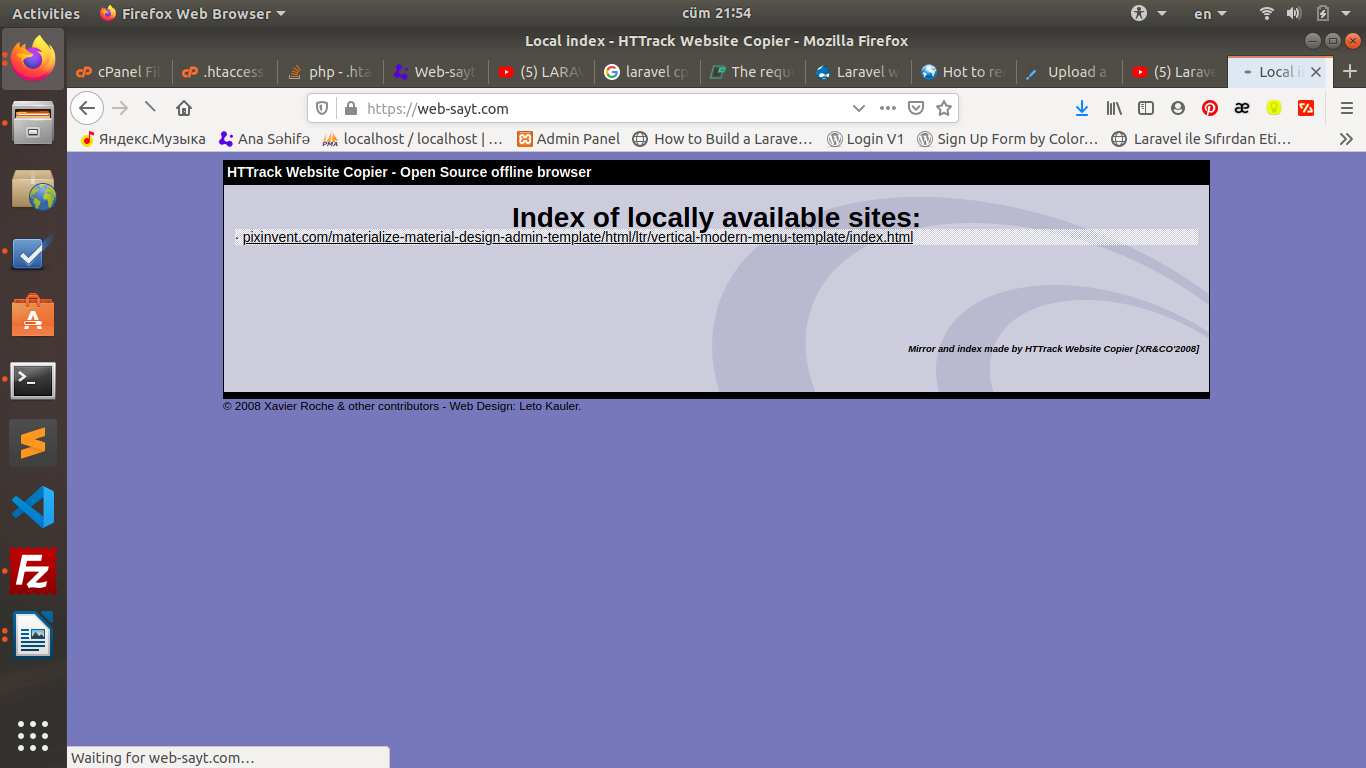 Activities Firefox Web Browser cüm 21:54 en
Local index - HTTrack Website Copier - Mozilla Firefox
cPanel Fil .htaccess php - .hta Web-sayt (5) LARAV laravel cp The reque Laravel w Hot to re Upload a (5) Larave Local i
https://web-sayt.com
Яндекс.Музыка Ana Səhifə localhost / localhost | … Admin Panel How to Build a Larave… Login V1 Sign Up Form by Color… Laravel ile Sıfırdan Eti…
HTTrack Website Copier - Open Source offline browser
Index of locally available sites:
· pixinvent.com/materialize-material-design-admin-template/html/ltr/vertical-modern-menu-template/index.html
Mirror and index made by HTTrack Website Copier [XR&CO'2008]
© 2008 Xavier Roche & other contributors - Web Design: Leto Kauler.
Waiting for web-sayt.com…